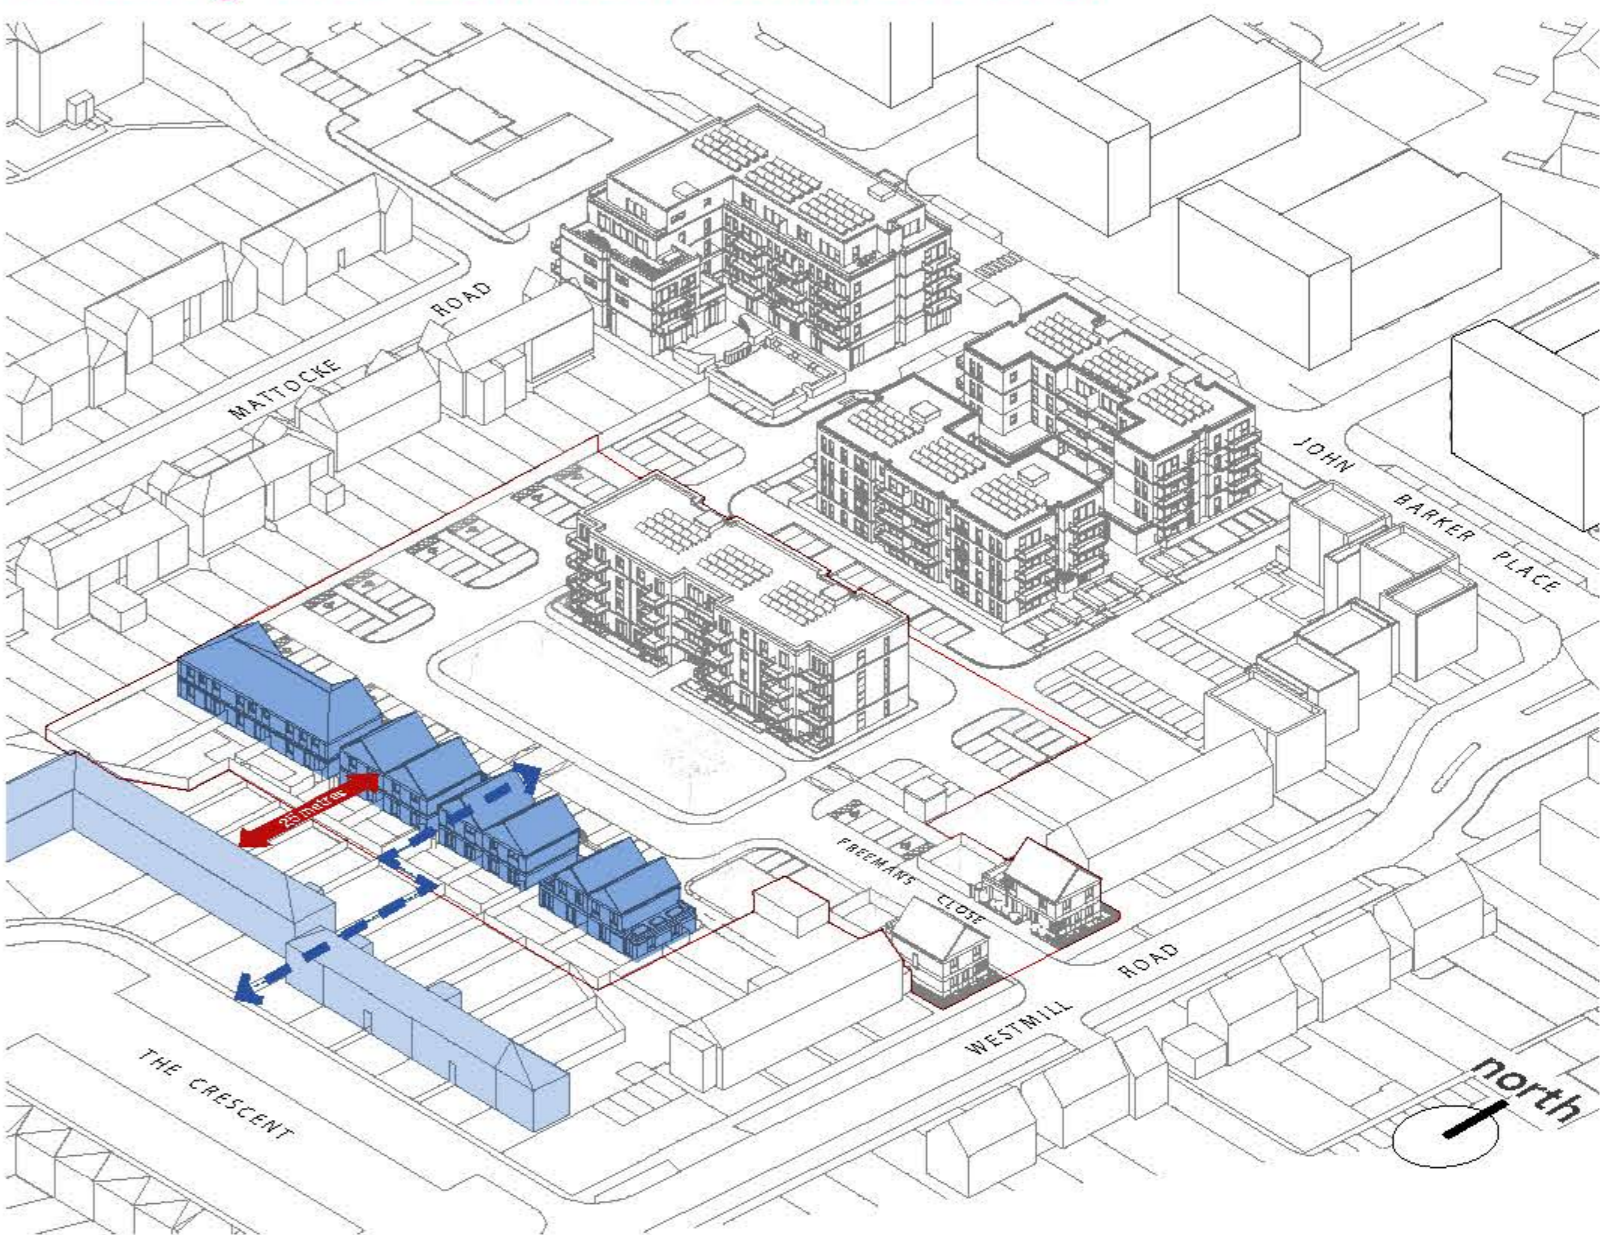 MATTOCKE ROAD
JOHN BARKER PLACE
25 metres
FREEMANS CLOSE
WESTMILL ROAD
THE CRESCENT
north